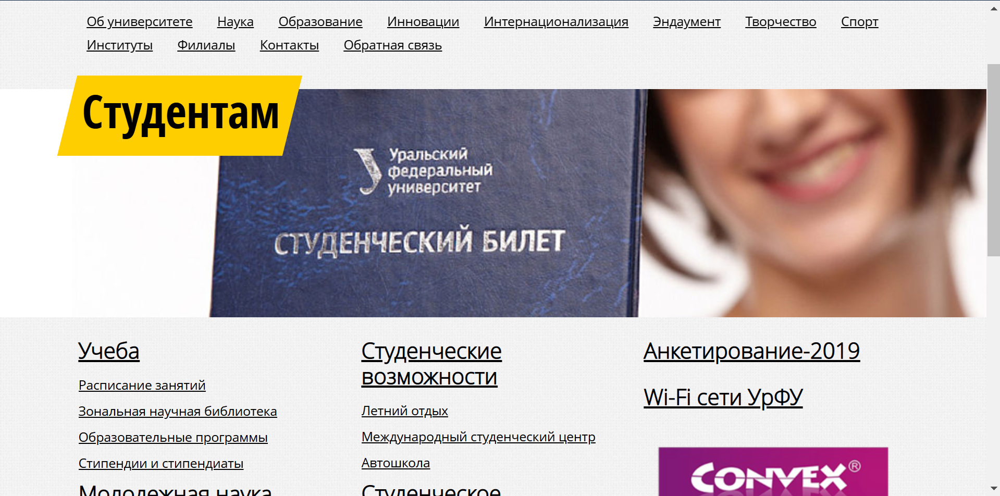 Об университете Наука Образование Инновации Интернационализация Эндаумент Творчество Спорт
Институты Филиалы Контакты Обратная связь
Студентам
У Уральский
федеральный
университет
СТУДЕНЧЕСКИЙ БИЛЕТ
Учеба
Расписание занятий
Зональная научная библиотека
Образовательные программы
Стипендии и стипендиаты
Молодежная наука
Студенческие
возможности
Летний отдых
Международный студенческий центр
Автошкола
Студенческое
Анкетирование-2019
Wi-Fi сети УрФУ
CONVEX®